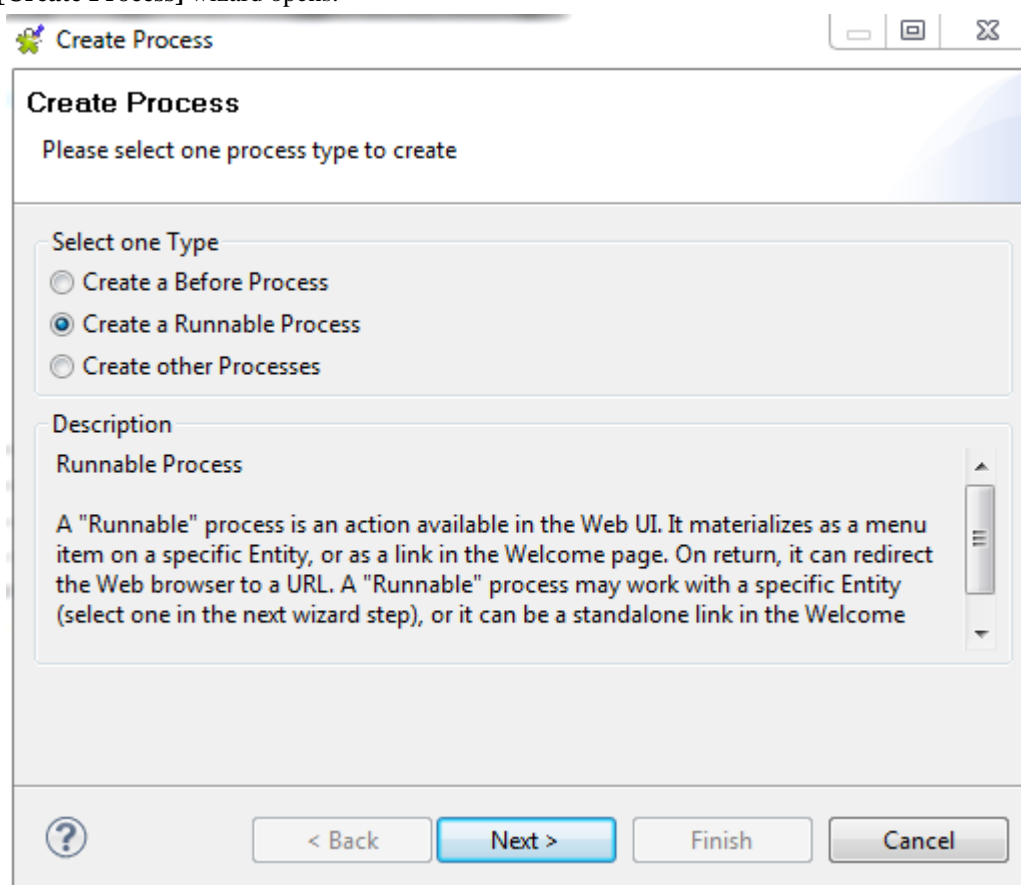 [Create Process] wizard opens.
Create Process
Create Process
Please select one process type to create
Select one Type
Create a Before Process
Create a Runnable Process
Create other Processes
Description
Runnable Process
A "Runnable" process is an action available in the Web UI. It materializes as a menu
item on a specific Entity, or as a link in the Welcome page. On return, it can redirect
the Web browser to a URL. A "Runnable" process may work with a specific Entity
(select one in the next wizard step), or it can be a standalone link in the Welcome
?
< Back
Next >
Finish
Cancel